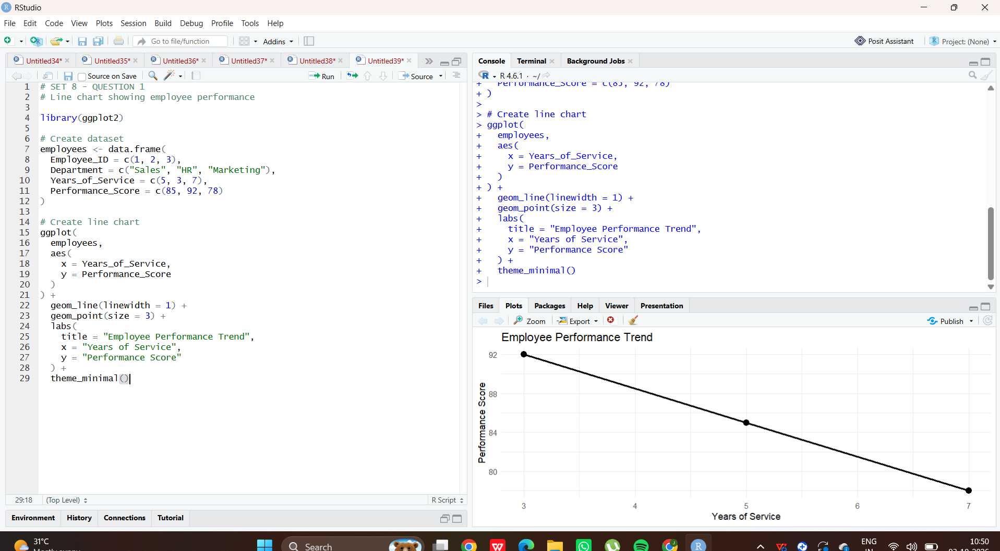 RStudio
File Edit Code View Plots Session Build Debug Profile Tools Help
Go to file/function Addins Posit Assistant Project: (None)
Untitled34* Untitled35* Untitled36* Untitled37* Untitled38* Untitled39*
Source on Save Run Source
1 # SET 8 - QUESTION 1
2 # Line chart showing employee performance
3
4 library(ggplot2)
5
6 # Create dataset
7 employees <- data.frame(
8 Employee_ID = c(1, 2, 3),
9 Department = c("Sales", "HR", "Marketing"),
10 Years_of_Service = c(5, 3, 7),
11 Performance_Score = c(85, 92, 78)
12 )
13
14 # Create line chart
15 ggplot(
16 employees,
17 aes(
18 x = Years_of_Service,
19 y = Performance_Score
20 )
21 ) +
22 geom_line(linewidth = 1) +
23 geom_point(size = 3) +
24 labs(
25 title = "Employee Performance Trend",
26 x = "Years of Service",
27 y = "Performance Score"
28 ) +
29 theme_minimal()
29:18 (Top Level) R Script
Environment History Connections Tutorial
Console Terminal Background Jobs
R 4.6.1 · ~/
+ Performance_Score = c(85, 92, 78)
+ )
>
> # Create line chart
> ggplot(
+ employees,
+ aes(
+ x = Years_of_Service,
+ y = Performance_Score
+ )
+ ) +
+ geom_line(linewidth = 1) +
+ geom_point(size = 3) +
+ labs(
+ title = "Employee Performance Trend",
+ x = "Years of Service",
+ y = "Performance Score"
+ ) +
+ theme_minimal()
>
Files Plots Packages Help Viewer Presentation
Zoom Export Publish
Employee Performance Trend
Performance Score
92
88
84
80
3 4 5 6 7
Years of Service
31°C
Mostly sunny
Search
ENG
IN
10:50